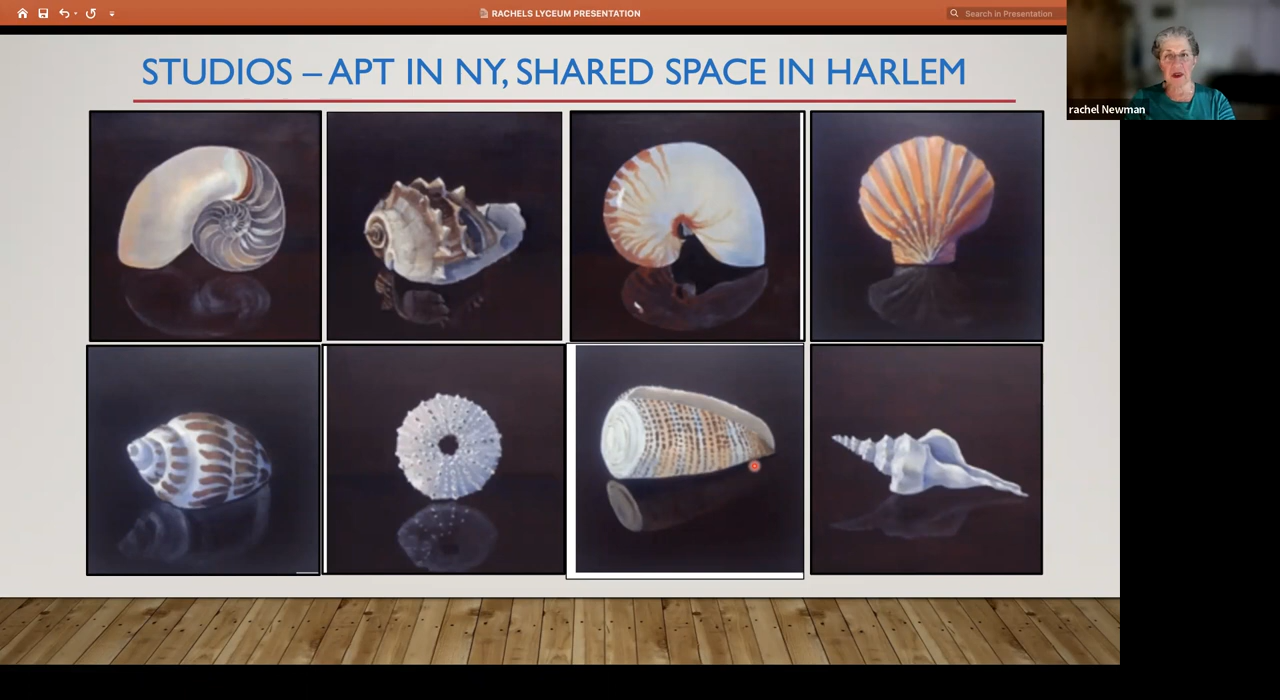 RACHELS LYCEUM PRESENTATION
Search in Presentation
STUDIOS – APT IN NY, SHARED SPACE IN HARLEM
rachel Newman